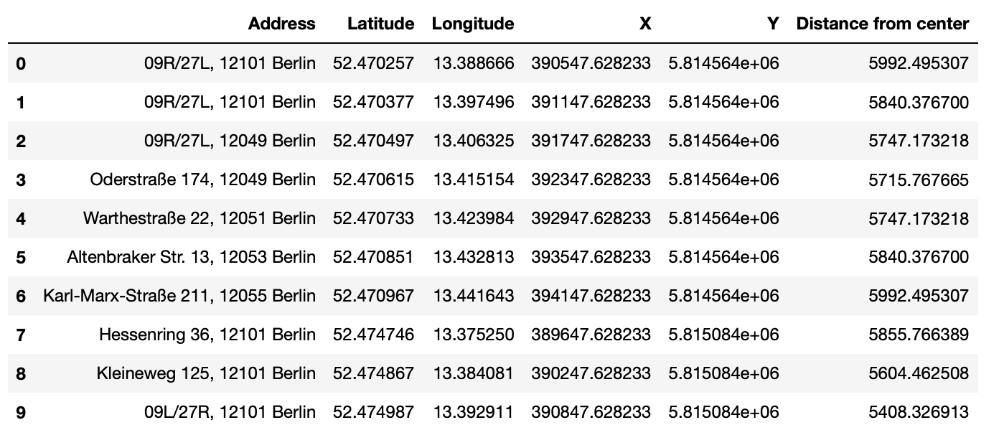 Address Latitude Longitude X Y Distance from center
0 09R/27L, 12101 Berlin 52.470257 13.388666 390547.628233 5.814564e+06 5992.495307
1 09R/27L, 12101 Berlin 52.470377 13.397496 391147.628233 5.814564e+06 5840.376700
2 09R/27L, 12049 Berlin 52.470497 13.406325 391747.628233 5.814564e+06 5747.173218
3 Oderstraße 174, 12049 Berlin 52.470615 13.415154 392347.628233 5.814564e+06 5715.767665
4 Warthestraße 22, 12051 Berlin 52.470733 13.423984 392947.628233 5.814564e+06 5747.173218
5 Altenbraker Str. 13, 12053 Berlin 52.470851 13.432813 393547.628233 5.814564e+06 5840.376700
6 Karl-Marx-Straße 211, 12055 Berlin 52.470967 13.441643 394147.628233 5.814564e+06 5992.495307
7 Hessenring 36, 12101 Berlin 52.474746 13.375250 389647.628233 5.815084e+06 5855.766389
8 Kleineweg 125, 12101 Berlin 52.474867 13.384081 390247.628233 5.815084e+06 5604.462508
9 09L/27R, 12101 Berlin 52.474987 13.392911 390847.628233 5.815084e+06 5408.326913